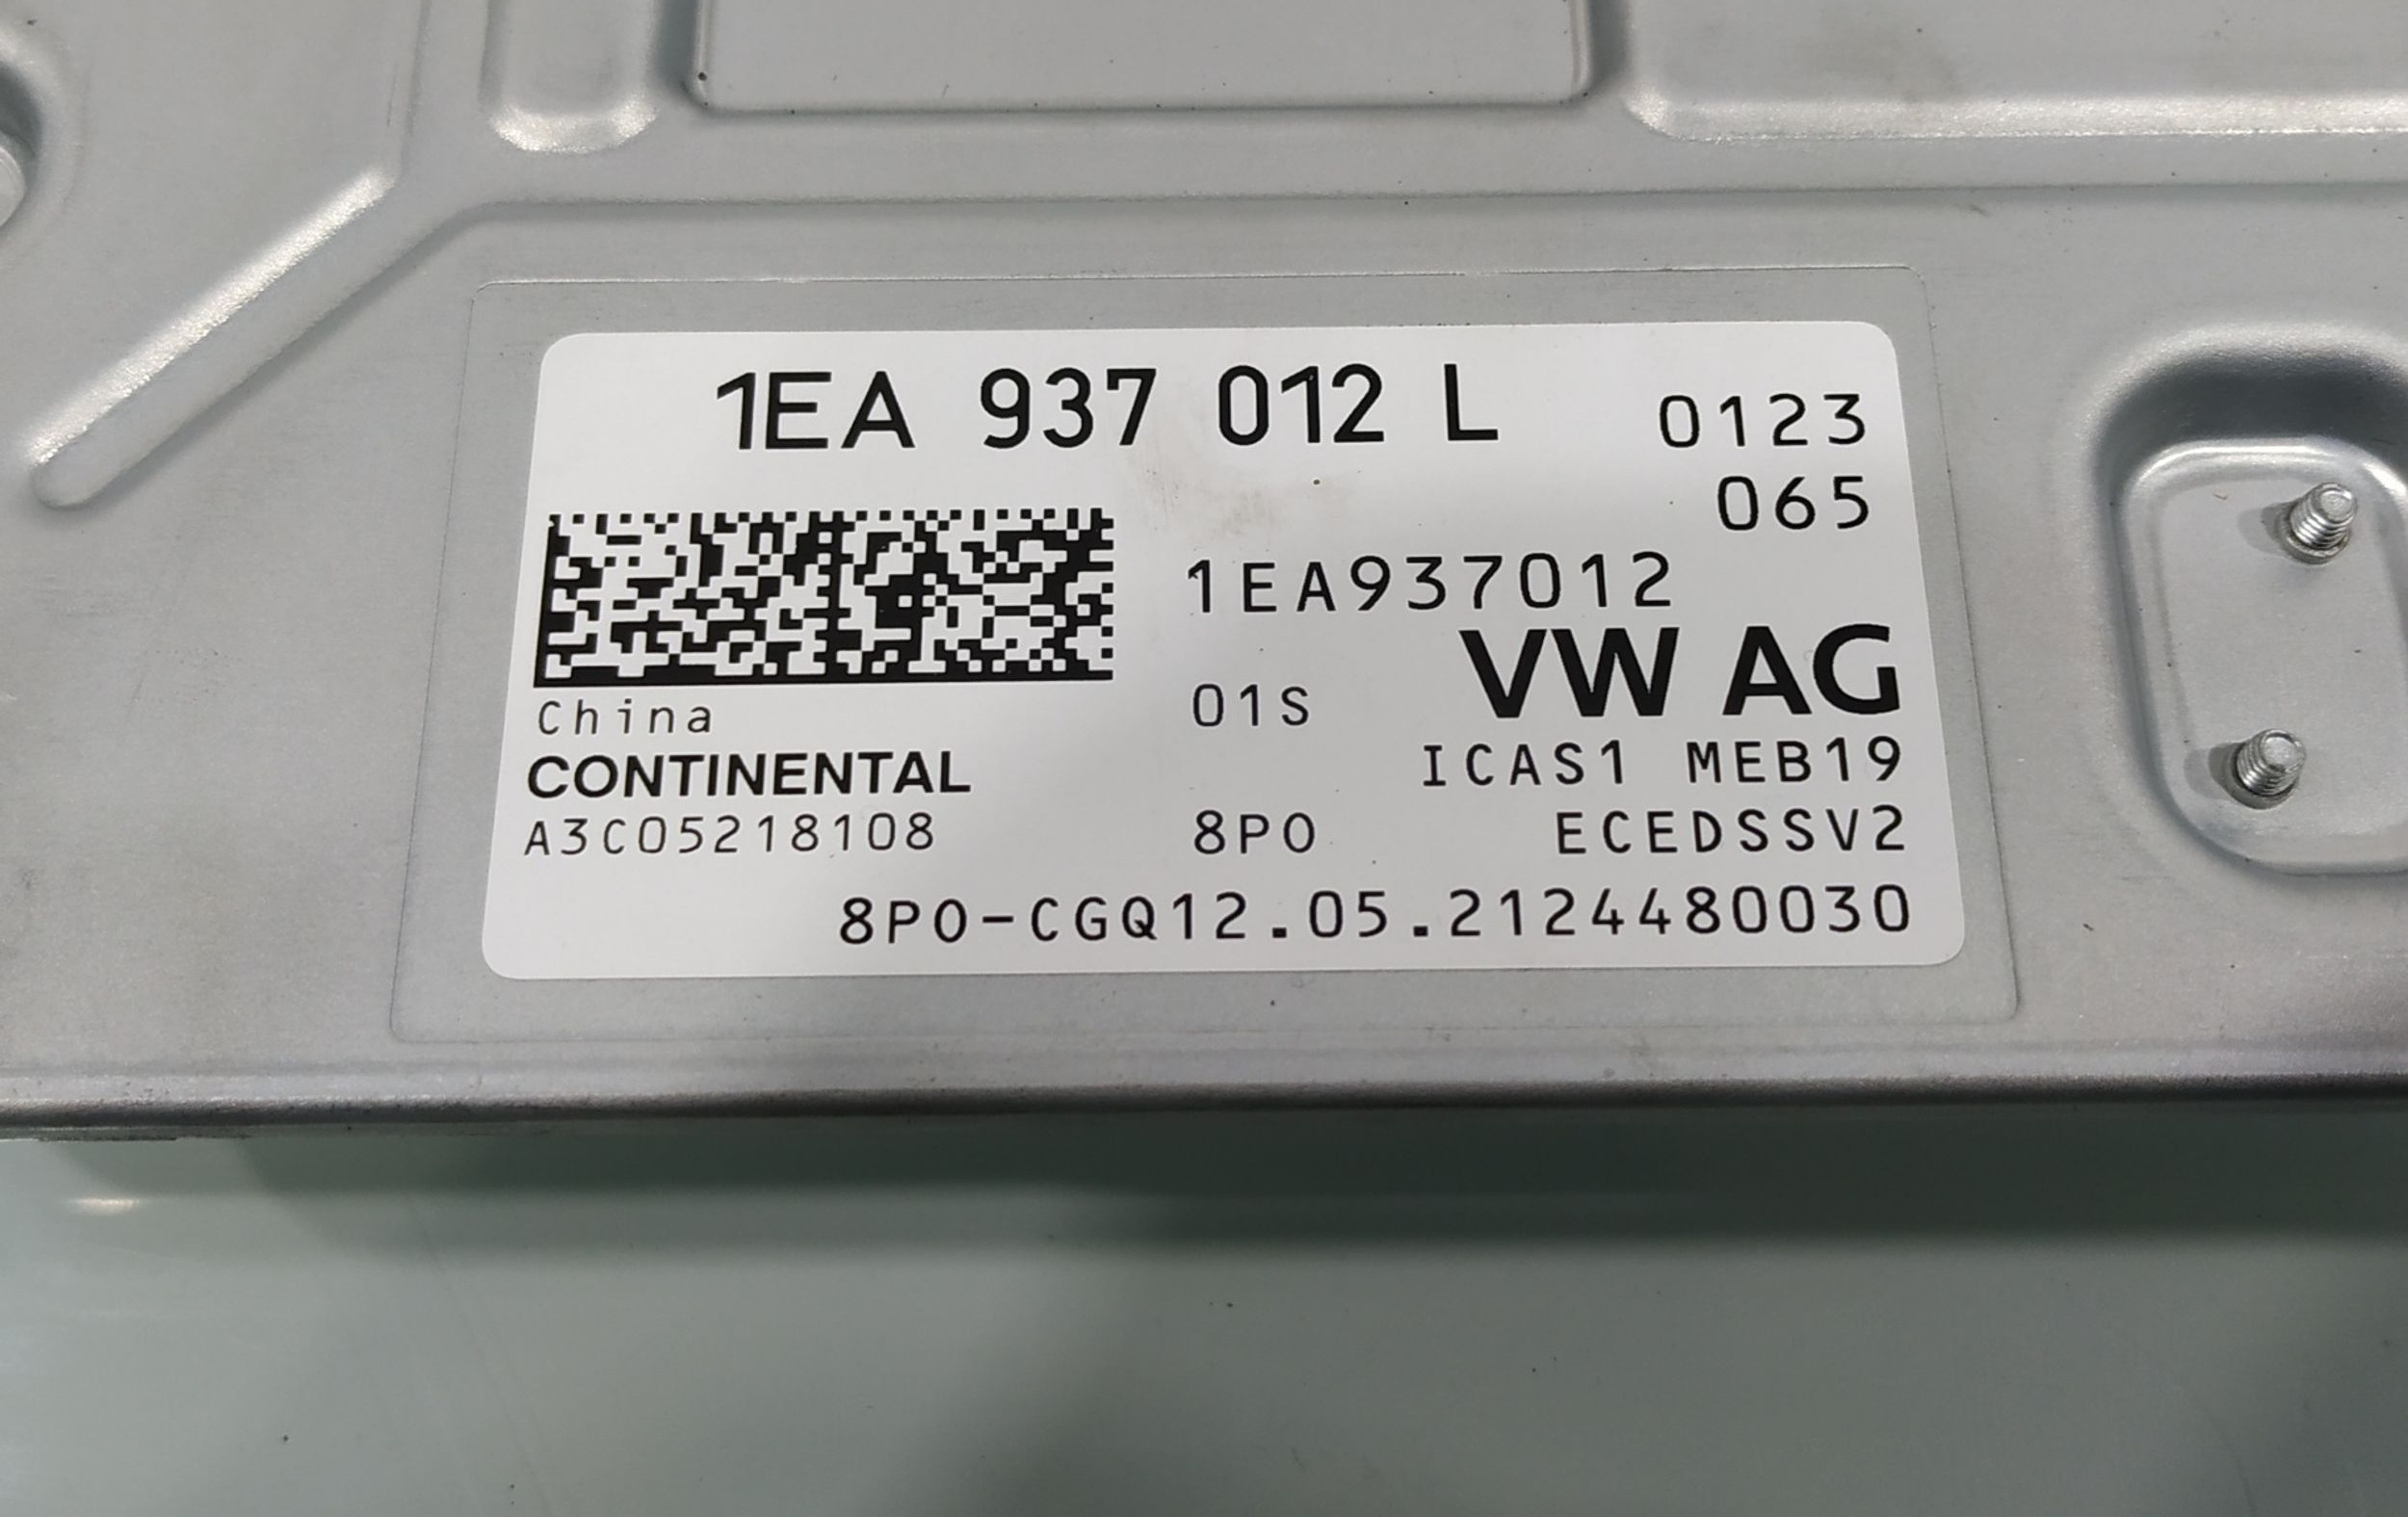 1EA 937 012 L 0123
065
1EA937012
VW AG
China 01S
CONTINENTAL ICAS1 MEB19
A3C05218108 8P0 ECEDSSV2
8P0-CGQ12.05.2124480030